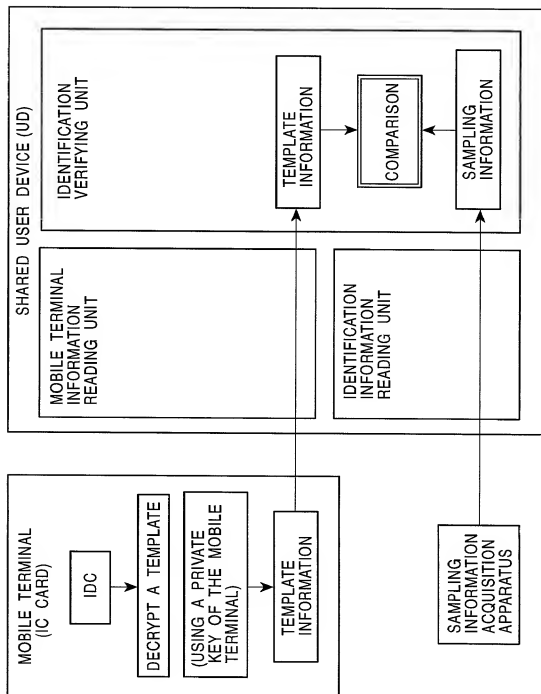 MOBILE TERMINAL
(IC CARD)
IDC
DECRYPT A TEMPLATE
(USING A PRIVATE
KEY OF THE MOBILE
TERMINAL)
TEMPLATE
INFORMATION
SAMPLING
INFORMATION
ACQUISITION
APPARATUS
SHARED USER DEVICE (UD)
MOBILE TERMINAL
INFORMATION
READING UNIT
IDENTIFICATION
INFORMATION
READING UNIT
IDENTIFICATION
VERIFYING UNIT
TEMPLATE
INFORMATION
COMPARISON
SAMPLING
INFORMATION